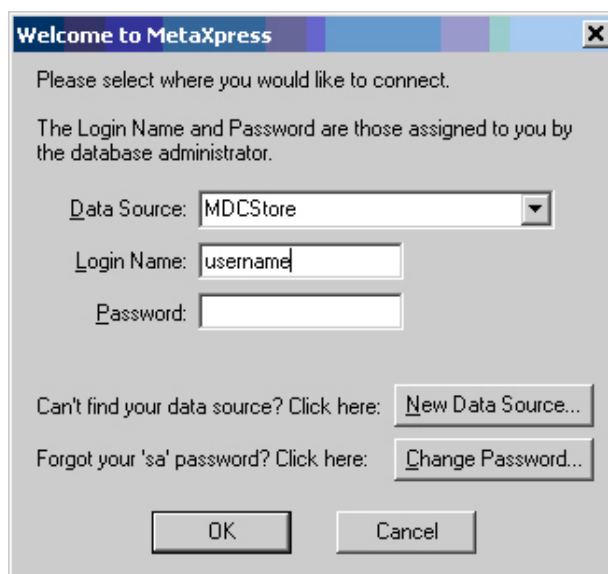 Welcome to MetaXpress
Please select where you would like to connect.
The Login Name and Password are those assigned to you by
the database administrator.
Data Source: MDCStore
Login Name: username
Password:
Can't find your data source? Click here: New Data Source...
Forgot your 'sa' password? Click here: Change Password...
OK Cancel